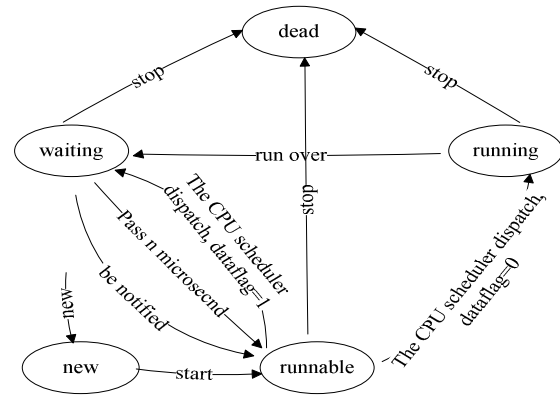 dead
stop
stop
waiting
run over
running
The CPU scheduler
dispatch, dataflag=1
stop
Pass n microsecnd
be notified
The CPU scheduler dispatch,
dataflag=0
new
new
start
runnable